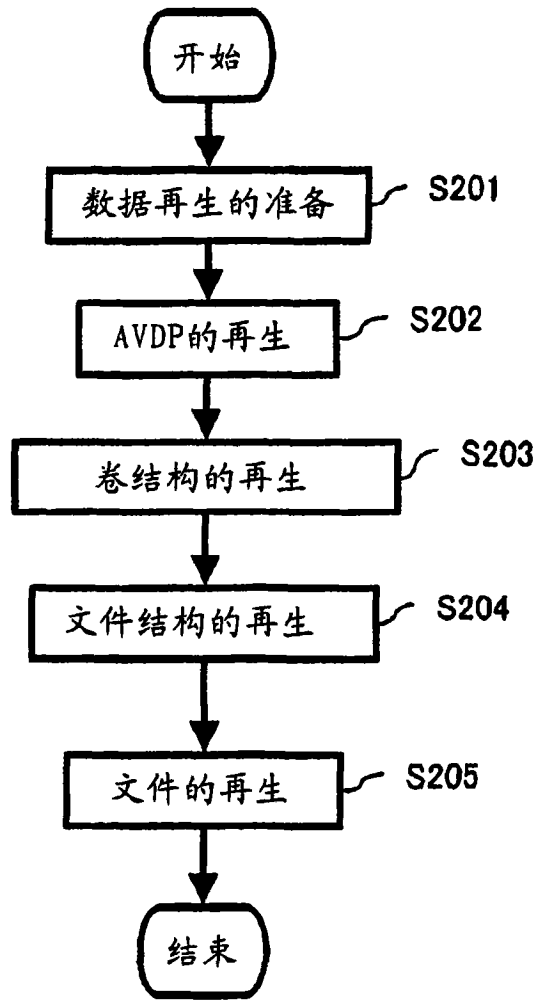 开始
数据再生的准备
S201
AVDP的再生
S202
卷结构的再生
S203
文件结构的再生
S204
文件的再生
S205
结束